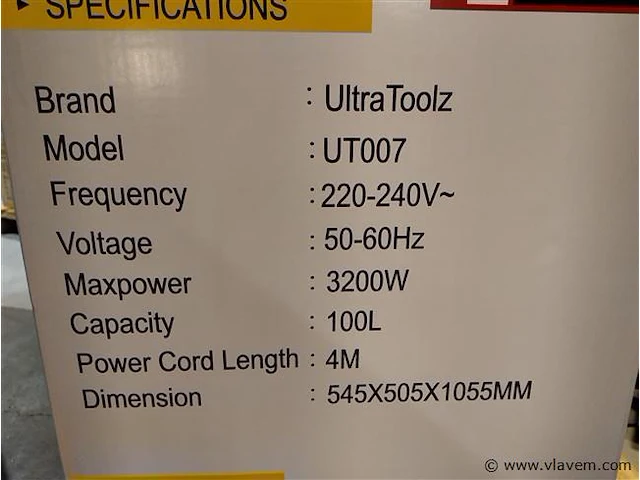 ▸ SPECIFICATIONS
Brand : UltraToolz
Model : UT007
Frequency : 220-240V~
Voltage : 50-60Hz
Maxpower : 3200W
Capacity : 100L
Power Cord Length : 4M
Dimension : 545X505X1055MM
© www.vlavem.com